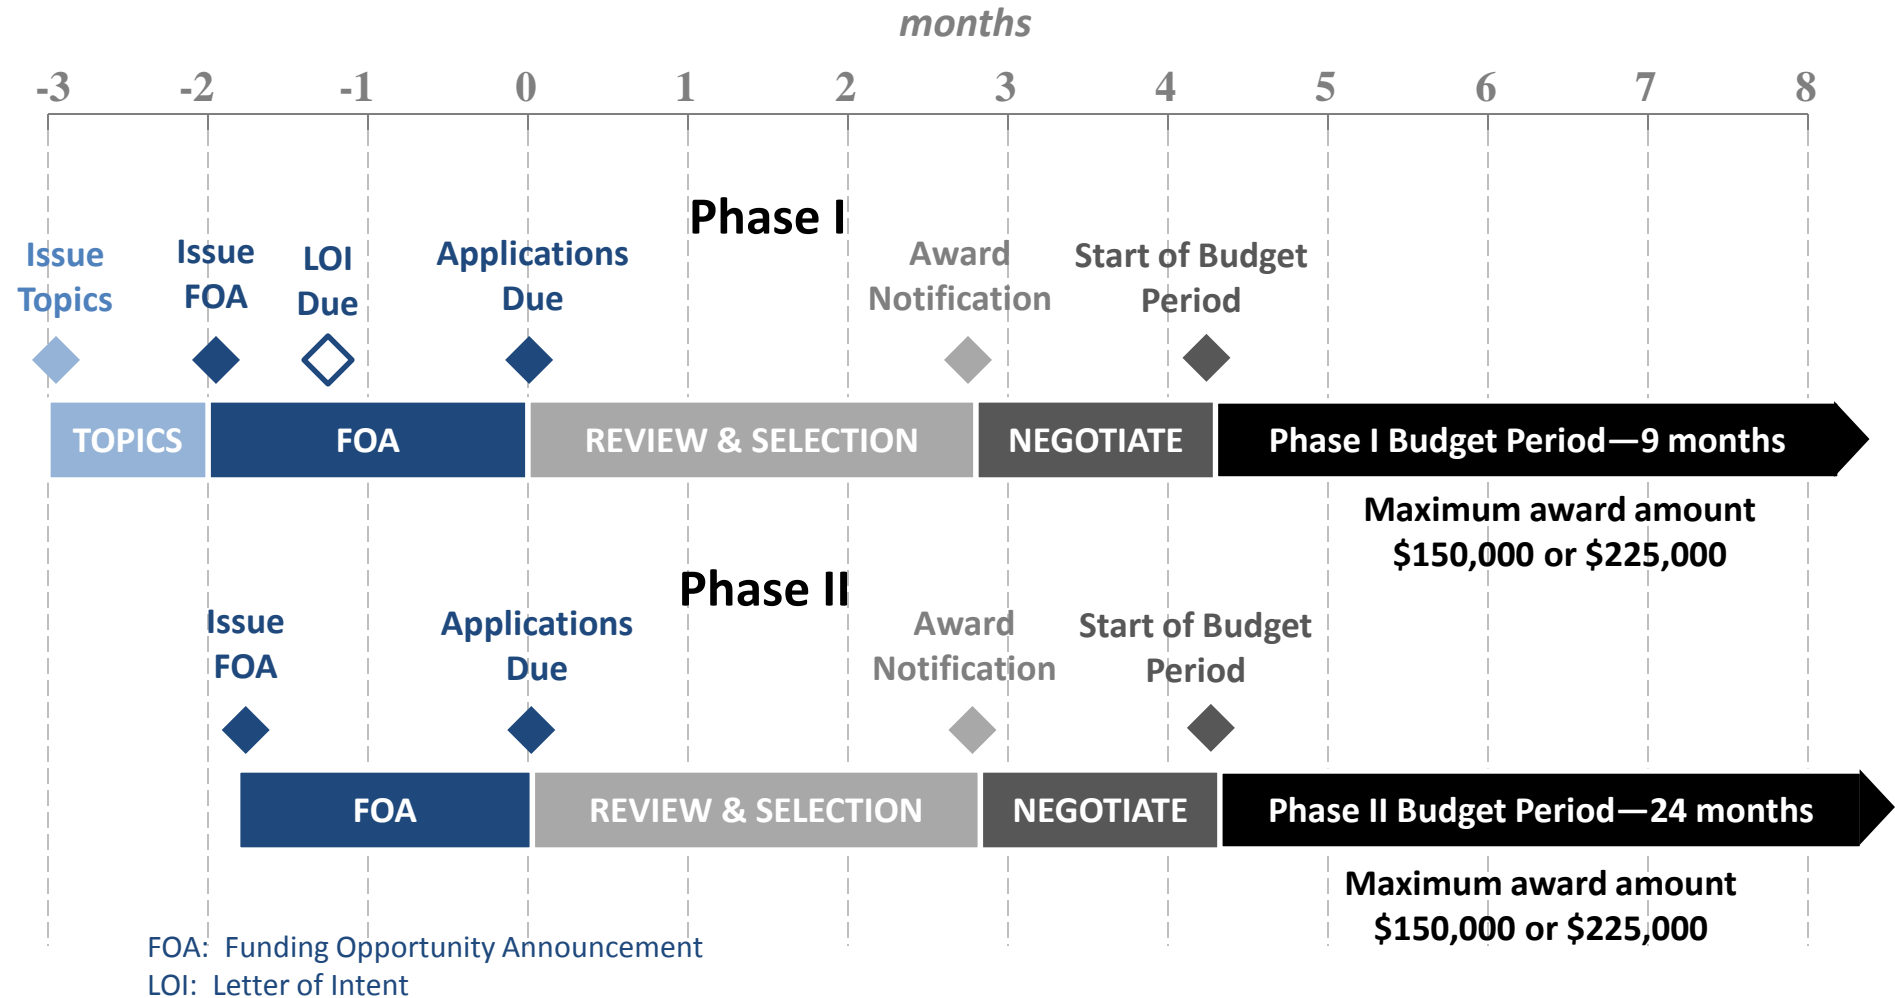 months
-3 -2 -1 0 1 2 3 4 5 6 7 8
Phase I
Issue
Topics
Issue
FOA
LOI
Due
Applications
Due
Award
Notification
Start of Budget
Period
TOPICS
FOA
REVIEW & SELECTION
NEGOTIATE
Phase I Budget Period—9 months
Maximum award amount
$150,000 or $225,000
Phase II
Issue
FOA
Applications
Due
Award
Notification
Start of Budget
Period
FOA
REVIEW & SELECTION
NEGOTIATE
Phase II Budget Period—24 months
Maximum award amount
$150,000 or $225,000
FOA: Funding Opportunity Announcement
LOI: Letter of Intent